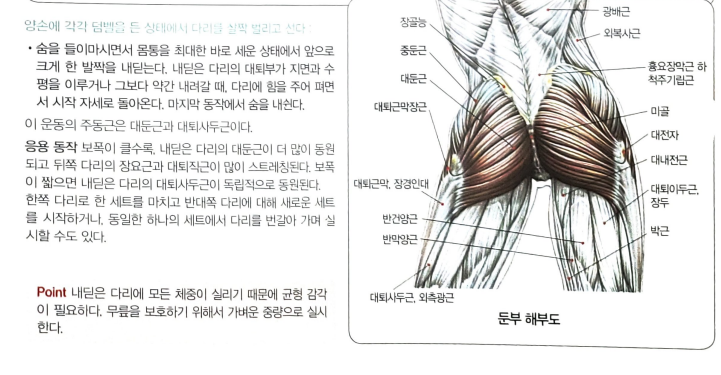 양손에 각각 덤벨을 든 상태에서 다리를 살짝 벌리고 선다.
• 숨을 들이마시면서 몸통을 최대한 바로 세운 상태에서 앞으로
크게 한 발짝을 내딛는다. 내딛은 다리의 대퇴부가 지면과 수
평을 이루거나 그보다 약간 내려갈 때, 다리에 힘을 주어 펴면
서 시작 자세로 돌아온다. 마지막 동작에서 숨을 내쉰다.
이 운동의 주동근은 대둔근과 대퇴사두근이다.
응용 동작 보폭이 클수록, 내딛은 다리의 대둔근이 더 많이 동원
되고 뒤쪽 다리의 장요근과 대퇴직근이 많이 스트레칭된다. 보폭
이 짧으면 내딛은 다리의 대퇴사두근이 독립적으로 동원된다.
한쪽 다리로 한 세트를 마치고 반대쪽 다리에 대해 새로운 세트
를 시작하거나, 동일한 하나의 세트에서 다리를 번갈아 가며 실
시할 수도 있다.
Point 내딛은 다리에 모든 체중이 실리기 때문에 균형 감각
이 필요하다. 무릎을 보호하기 위해서 가벼운 중량으로 실시
한다.
장골능
중둔근
대둔근
대퇴근막장근
대퇴근막, 장경인대
반건양근
반막양근
대퇴사두근, 외측광근
광배근
외복사근
흉요장막근 하
척주기립근
미골
대전자
대내전근
대퇴이두근,
장두
박근
둔부 해부도